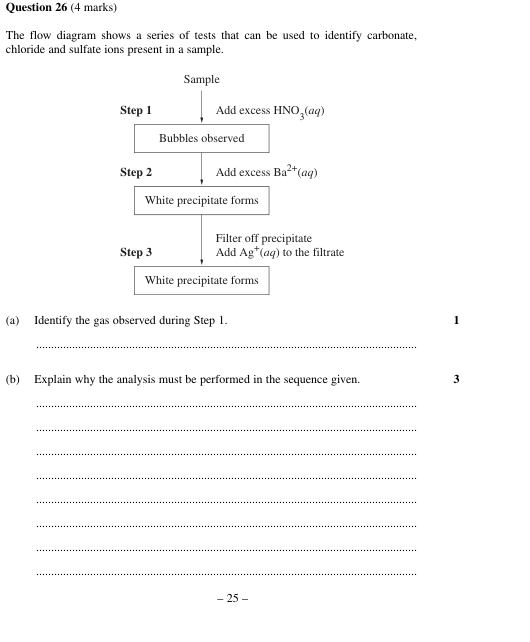 Question 26 (4 marks)
The flow diagram shows a series of tests that can be used to identify carbonate,
chloride and sulfate ions present in a sample.
Sample
Step 1 Add excess HNO₃(aq)
Bubbles observed
Step 2 Add excess Ba²⁺(aq)
White precipitate forms
Filter off precipitate
Step 3 Add Ag⁺(aq) to the filtrate
White precipitate forms
(a) Identify the gas observed during Step 1. 1
(b) Explain why the analysis must be performed in the sequence given. 3
– 25 –